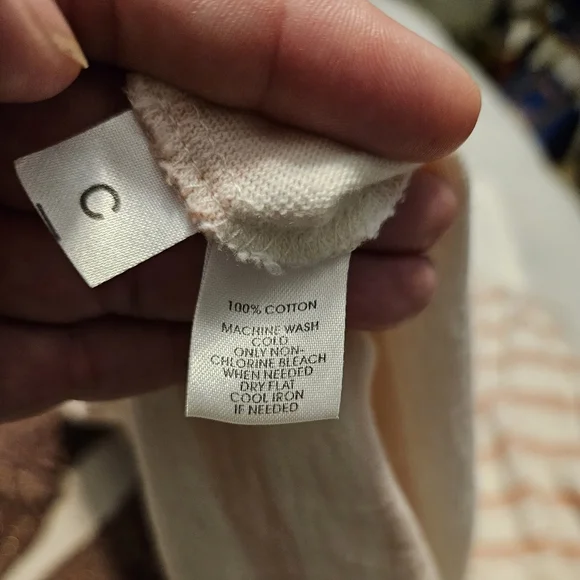 C
100% COTTON
MACHINE WASH
COLD
ONLY NON-
CHLORINE BLEACH
WHEN NEEDED
DRY FLAT
COOL IRON
IF NEEDED